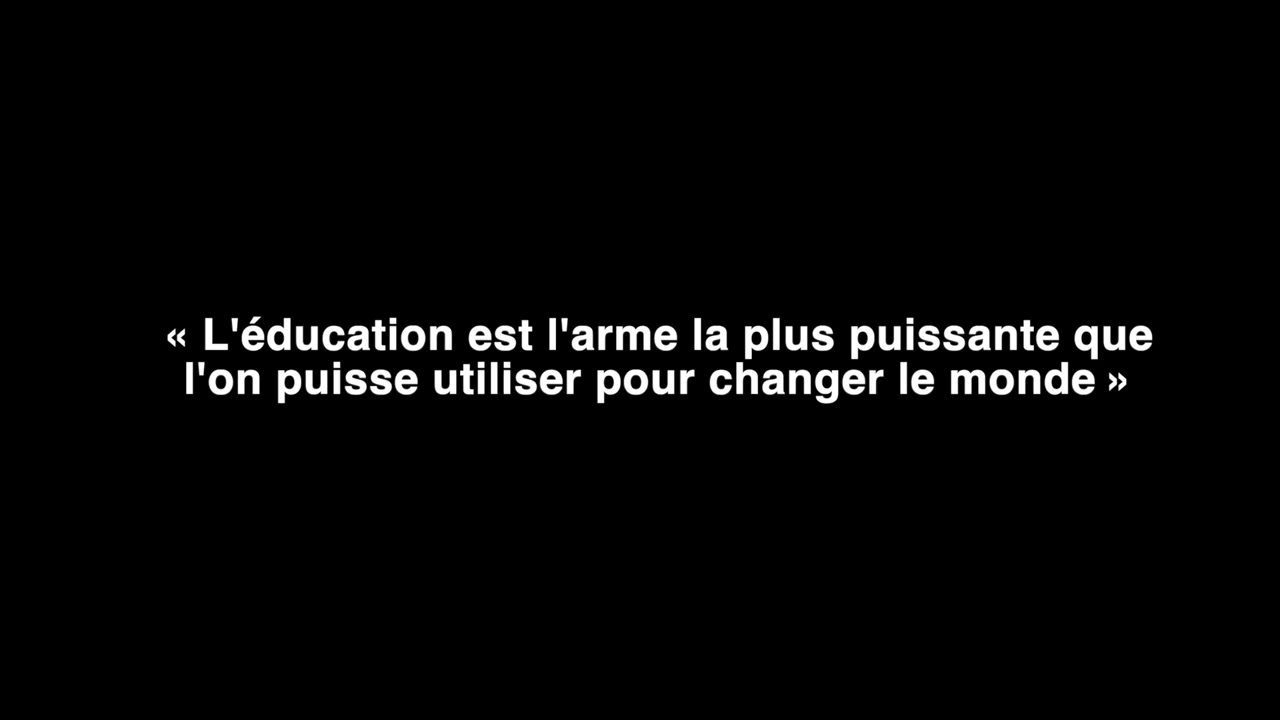 « L'éducation est l'arme la plus puissante que
l'on puisse utiliser pour changer le monde »